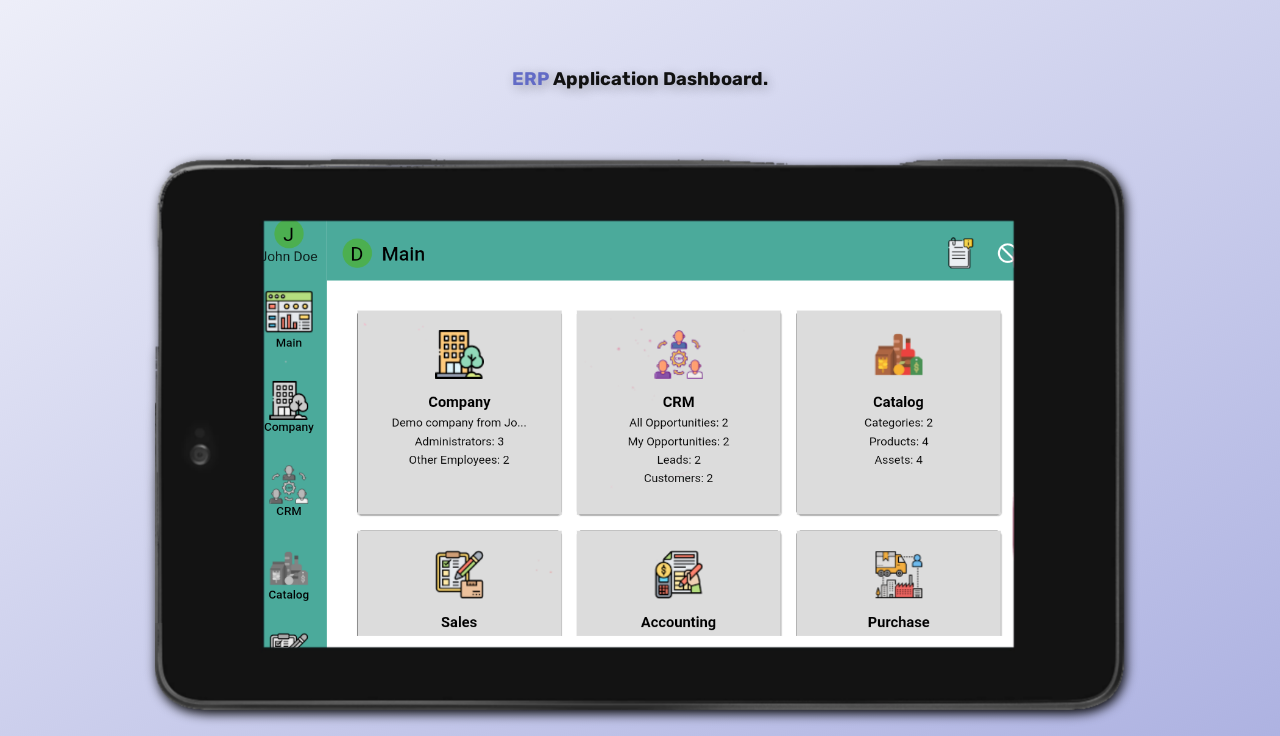 ERP Application Dashboard.
J
John Doe
D Main
Main
Company
CRM
Catalog
Company
Demo company from Jo...
Administrators: 3
Other Employees: 2
CRM
All Opportunities: 2
My Opportunities: 2
Leads: 2
Customers: 2
Catalog
Categories: 2
Products: 4
Assets: 4
Sales
Accounting
Purchase